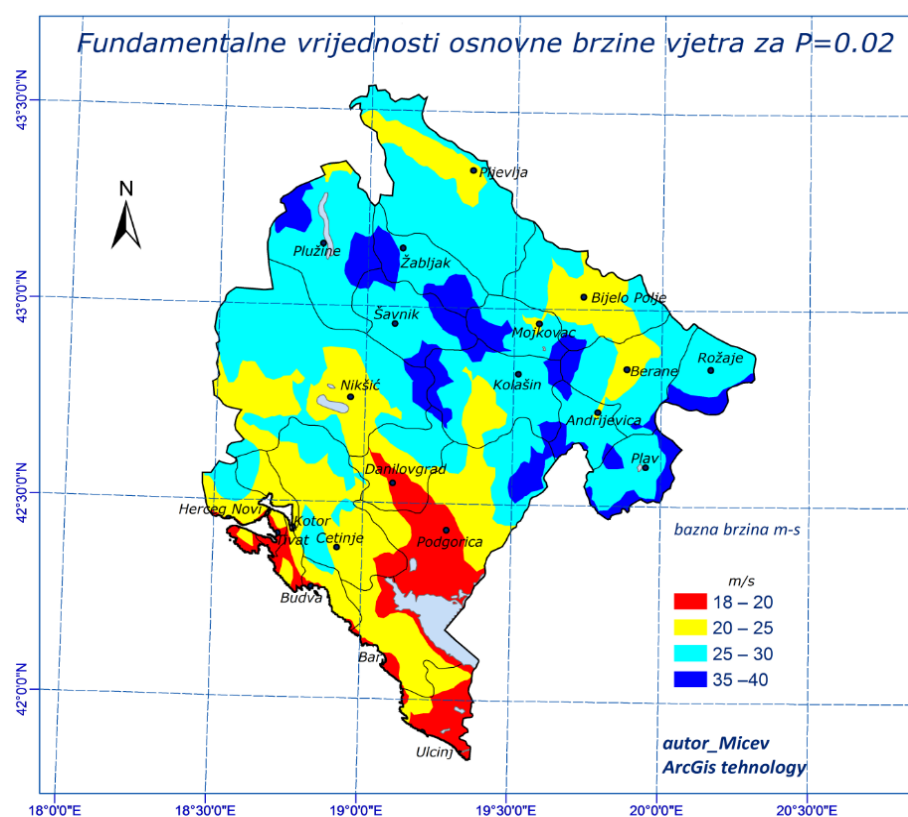 Fundamentalne vrijednosti osnovne brzine vjetra za P=0.02
43°30'0"N
N
Pljevlja
Plužine
Žabljak
43°0'0"N
Bijelo Polje
Šavnik
Mojkovac
Rožaje
Nikšić
Kolašin
Berane
Andrijevica
Danilovgrad
Plav
42°30'0"N
Herceg Novi
Kotor
Tivat
Cetinje
Podgorica
bazna brzina m-s
Budva
m/s
18 – 20
20 – 25
25 – 30
35 –40
Bar
42°0'0"N
Ulcinj
autor_Micev
ArcGis tehnology
18°0'0"E 18°30'0"E 19°0'0"E 19°30'0"E 20°0'0"E 20°30'0"E